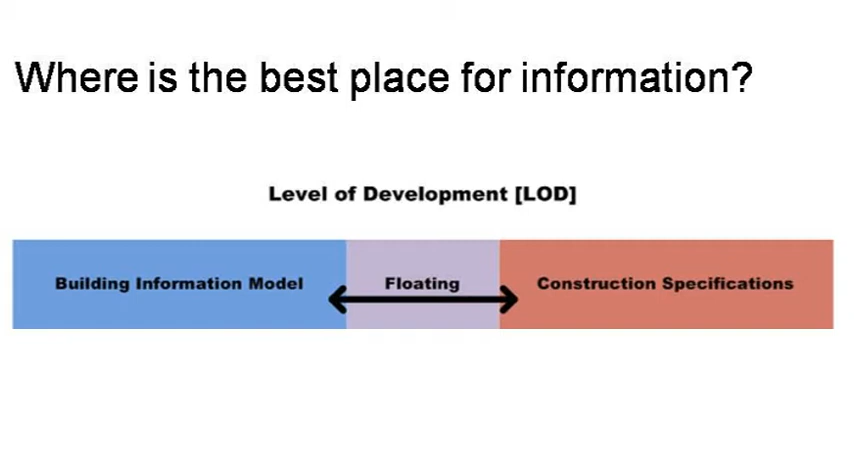 Where is the best place for information?
Level of Development [LOD]
Building Information Model
Floating
Construction Specifications